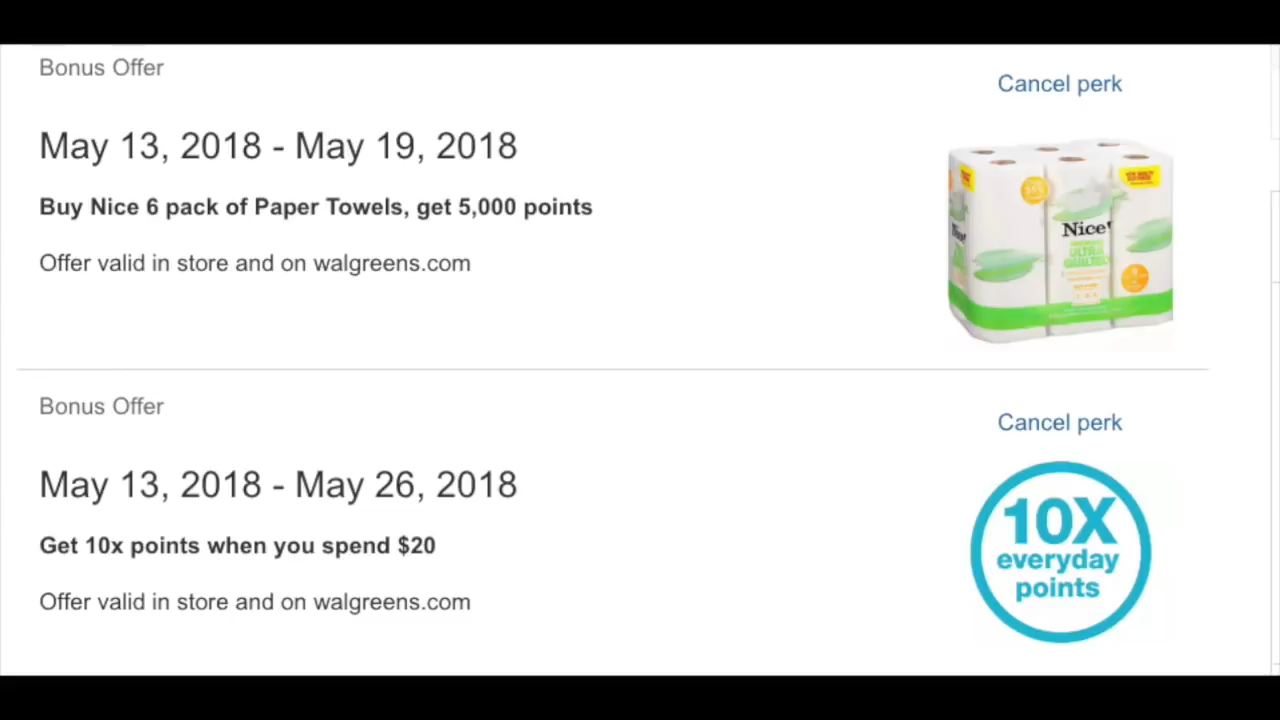 Bonus Offer
Cancel perk
May 13, 2018 - May 19, 2018
Buy Nice 6 pack of Paper Towels, get 5,000 points
Offer valid in store and on walgreens.com
Nice!
ULTRA
Bonus Offer
Cancel perk
May 13, 2018 - May 26, 2018
Get 10x points when you spend $20
Offer valid in store and on walgreens.com
10X
everyday
points